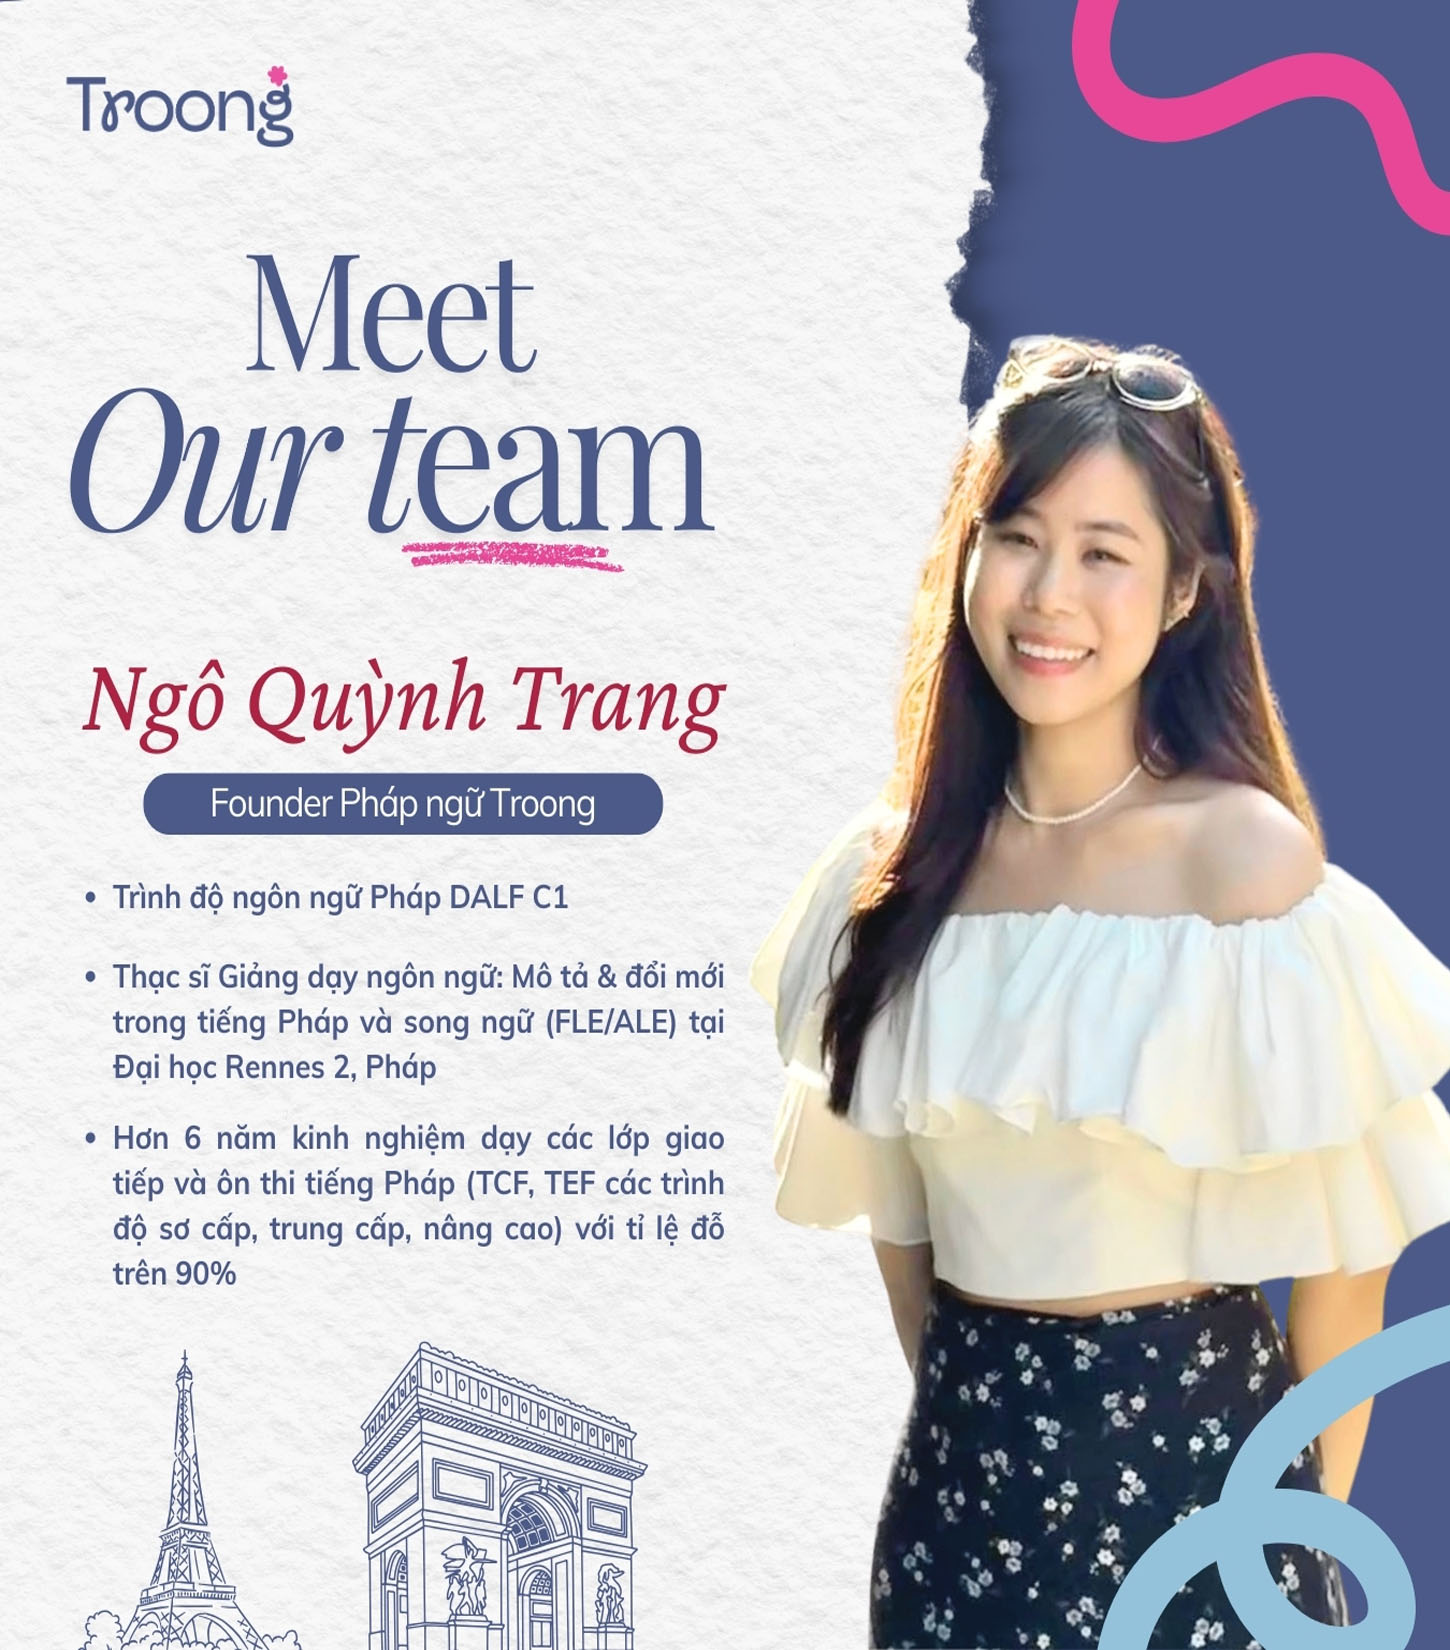 Troong
Meet
Our team
Ngô Quỳnh Trang
Founder Pháp ngữ Troong
• Trình độ ngôn ngữ Pháp DALF C1
• Thạc sĩ Giảng dạy ngôn ngữ: Mô tả & đổi mới
trong tiếng Pháp và song ngữ (FLE/ALE) tại
Đại học Rennes 2, Pháp
• Hơn 6 năm kinh nghiệm dạy các lớp giao
tiếp và ôn thi tiếng Pháp (TCF, TEF các trình
độ sơ cấp, trung cấp, nâng cao) với tỉ lệ đỗ
trên 90%